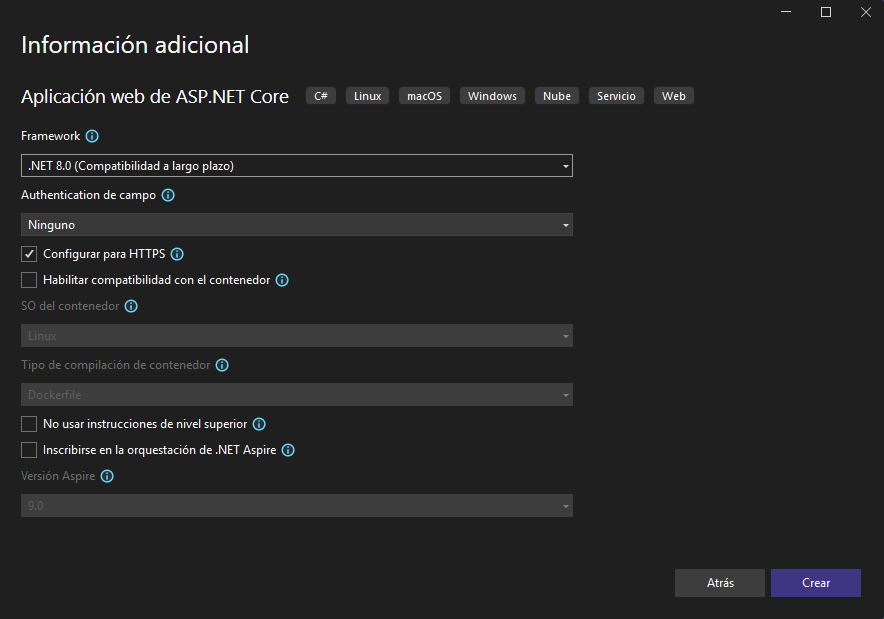 Información adicional
Aplicación web de ASP.NET Core C# Linux macOS Windows Nube Servicio Web
Framework
.NET 8.0 (Compatibilidad a largo plazo)
Authentication de campo
Ninguno
Configurar para HTTPS
Habilitar compatibilidad con el contenedor
SO del contenedor
Linux
Tipo de compilación de contenedor
Dockerfile
No usar instrucciones de nivel superior
Inscribirse en la orquestación de .NET Aspire
Versión Aspire
9.0
Atrás Crear